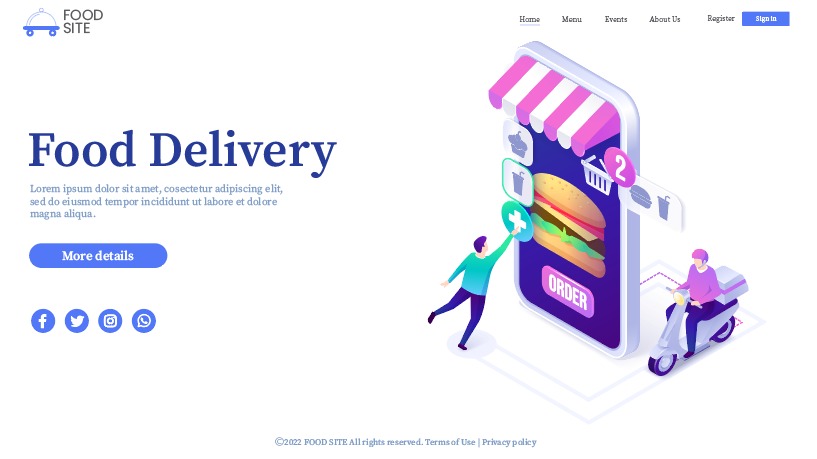 FOOD
SITE
Home Menu Events About Us Register Sign in
Food Delivery
Lorem ipsum dolor sit amet, cosectetur adipiscing elit,
sed do eiusmod tempor incididunt ut labore et dolore
magna aliqua.
More details
2
ORDER
©2022 FOOD SITE All rights reserved. Terms of Use | Privacy policy